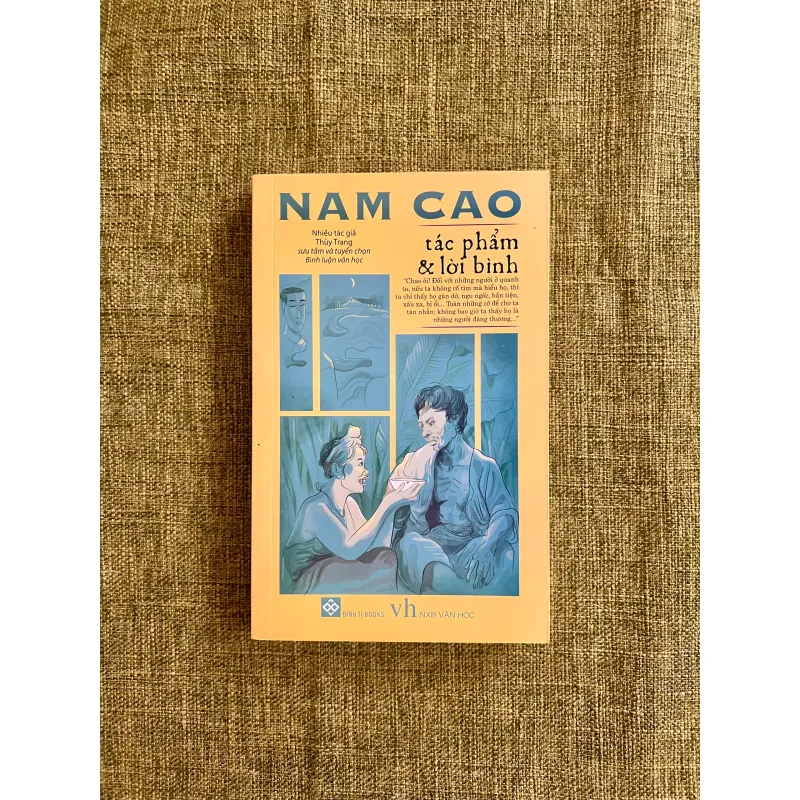 NAM CAO
Nhiều tác giả
Thùy Trang
sưu tầm và tuyển chọn
Bình luận văn học
tác phẩm
& lời bình
"Chao ôi! Đối với những người ở quanh
ta, nếu ta không cố tìm mà hiểu họ, thì
ta chỉ thấy họ gàn dở, ngu ngốc, bần tiện,
xấu xa, bỉ ổi... Toàn những cớ để cho ta
tàn nhẫn; không bao giờ ta thấy họ là
những người đáng thương..."
ĐINH TỊ BOOKS
vh NXB VĂN HỌC